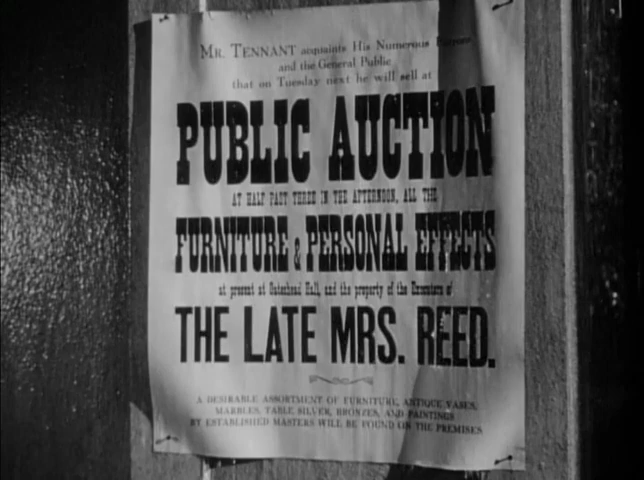 MR. TENNANT acquaints His Numerous
and the General Public
that on Tuesday next he will sell at
PUBLIC AUCTION
AT HALF PAST THREE IN THE AFTERNOON, ALL THE
FURNITURE & PERSONAL EFFECTS
at present at Gateshead Hall, and the property of the Executors of
THE LATE MRS. REED.
A DESIRABLE ASSORTMENT OF FURNITURE, ANTIQUE VASES,
MARBLES, TABLE SILVER, BRONZES, AND PAINTINGS
BY ESTABLISHED MASTERS WILL BE FOUND ON THE PREMISES